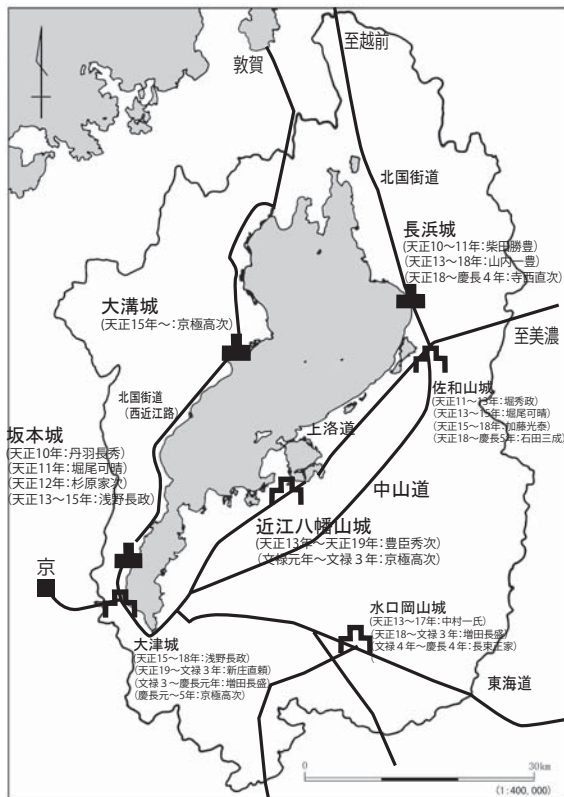 至越前
敦賀
北国街道
長浜城
(天正10～11年：柴田勝豊)
(天正13～18年：山内一豊)
(天正18～慶長４年：寺西直次)
大溝城
(天正15年～：京極高次)
至美濃
佐和山城
(天正11～13年：堀秀政)
(天正13～15年：堀尾可晴)
(天正15～18年：加藤光泰)
(天正18～慶長5年：石田三成)
北国街道
(西近江路)
上洛道
坂本城
(天正10年：丹羽長秀)
(天正11年：堀尾可晴)
(天正12年：杉原家次)
(天正13～15年：浅野長政)
中山道
近江八幡山城
(天正13年～天正19年：豊臣秀次)
(文禄元年～文禄３年：京極高次)
京
水口岡山城
(天正13～17年：中村一氏)
(天正18～文禄３年：増田長盛)
(文禄４年～慶長４年：長束正家)
(
大津城
(天正15～18年：浅野長政)
(天正19～文禄３年：新庄直頼)
(文禄３～慶長元年：増田長盛)
(慶長元～5年：京極高次)
東海道
0 30km
(1:400,000)